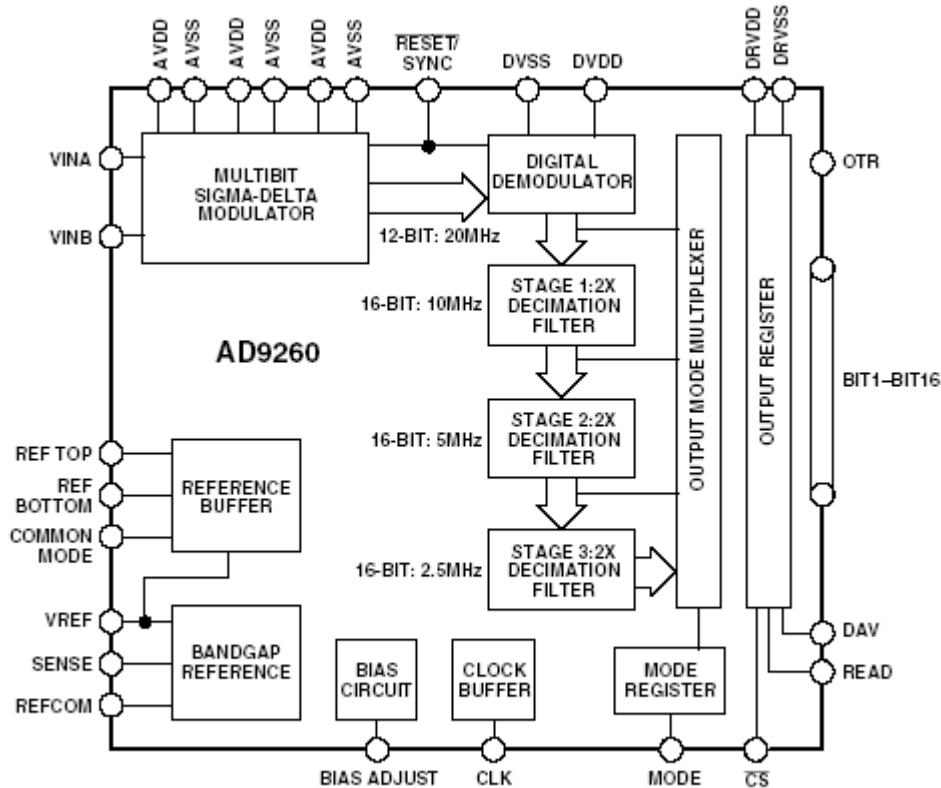 AVDD
AVSS
AVDD
AVSS
AVDD
AVSS
RESET/
SYNC
DVSS
DVDD
DRVDD
DRVSS
VINA
VINB
MULTIBIT
SIGMA-DELTA
MODULATOR
DIGITAL
DEMODULATOR
12-BIT: 20MHz
OTR
16-BIT: 10MHz
STAGE 1:2X
DECIMATION
FILTER
AD9260
OUTPUT MODE MULTIPLEXER
OUTPUT REGISTER
BIT1–BIT16
16-BIT: 5MHz
STAGE 2:2X
DECIMATION
FILTER
REF TOP
REF
BOTTOM
COMMON
MODE
REFERENCE
BUFFER
16-BIT: 2.5MHz
STAGE 3:2X
DECIMATION
FILTER
VREF
SENSE
REFCOM
BANDGAP
REFERENCE
BIAS
CIRCUIT
CLOCK
BUFFER
MODE
REGISTER
DAV
READ
BIAS ADJUST
CLK
MODE
CS